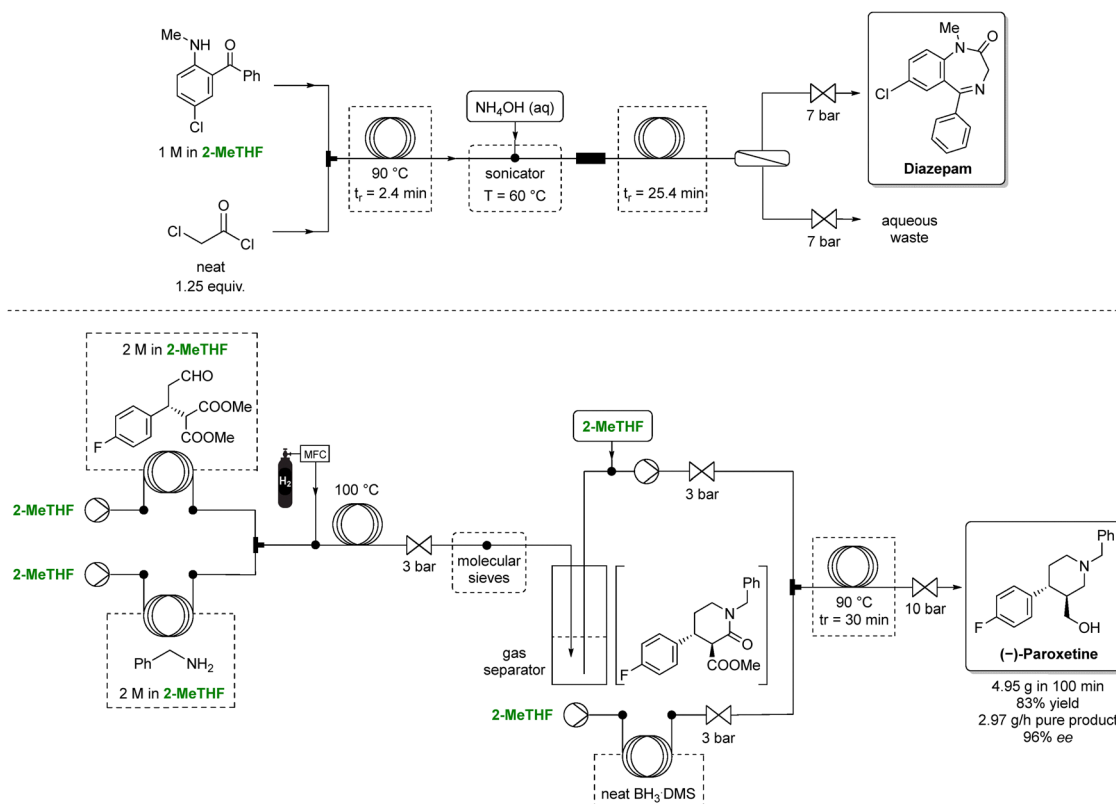 Me
NH
O
Ph
Cl
1 M in 2-MeTHF
Cl
O
Cl
neat
1.25 equiv.
90 °C
tr = 2.4 min
NH4OH (aq)
sonicator
T = 60 °C
tr = 25.4 min
7 bar
7 bar
aqueous
waste
Me
N
O
N
Cl
Diazepam
2 M in 2-MeTHF
CHO
COOMe
COOMe
F
2-MeTHF
2-MeTHF
Ph
NH2
2 M in 2-MeTHF
H2
MFC
100 °C
3 bar
molecular
sieves
gas
separator
2-MeTHF
3 bar
Ph
N
O
COOMe
F
2-MeTHF
3 bar
neat BH3·DMS
90 °C
tr = 30 min
10 bar
Ph
N
F
OH
(−)-Paroxetine
4.95 g in 100 min
83% yield
2.97 g/h pure product
96% ee